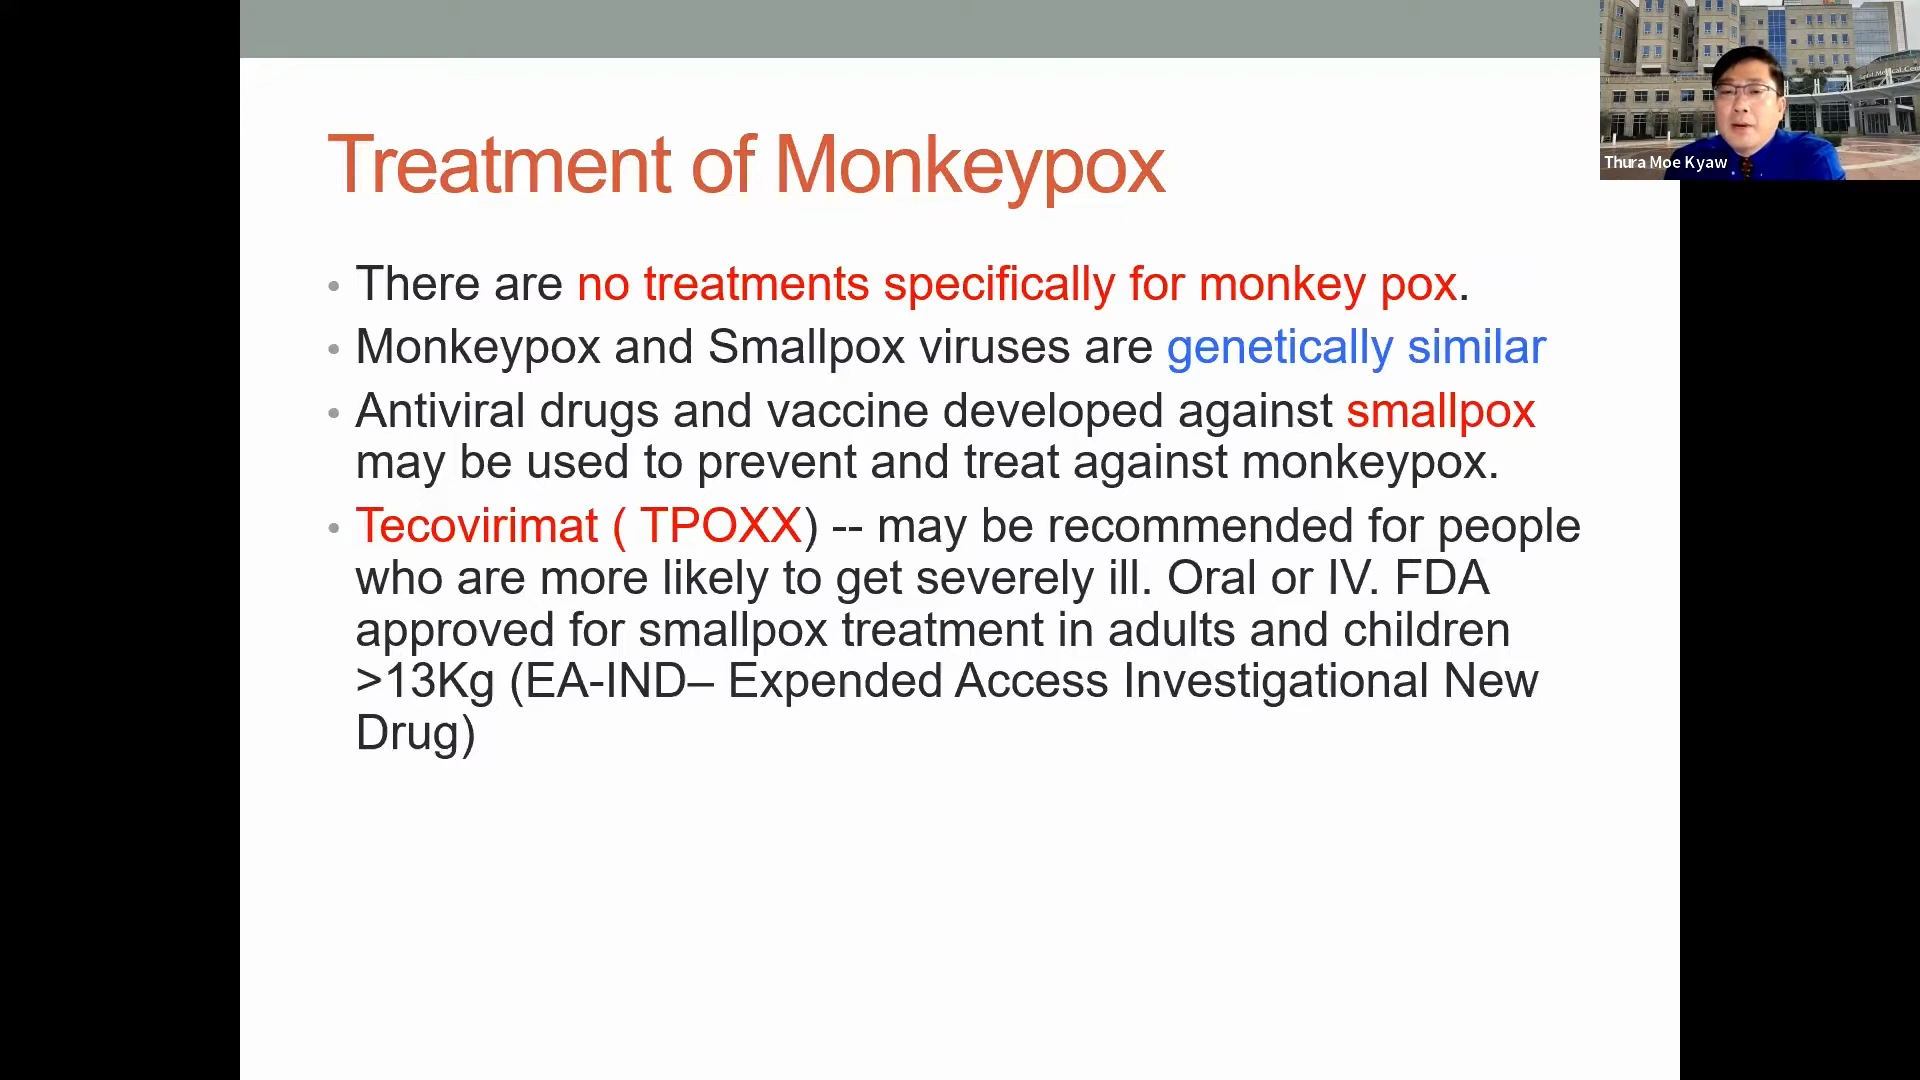 Treatment of Monkeypox
• There are no treatments specifically for monkey pox.
• Monkeypox and Smallpox viruses are genetically similar
• Antiviral drugs and vaccine developed against smallpox
may be used to prevent and treat against monkeypox.
• Tecovirimat ( TPOXX) -- may be recommended for people
who are more likely to get severely ill. Oral or IV. FDA
approved for smallpox treatment in adults and children
>13Kg (EA-IND– Expended Access Investigational New
Drug)
Thura Moe Kyaw